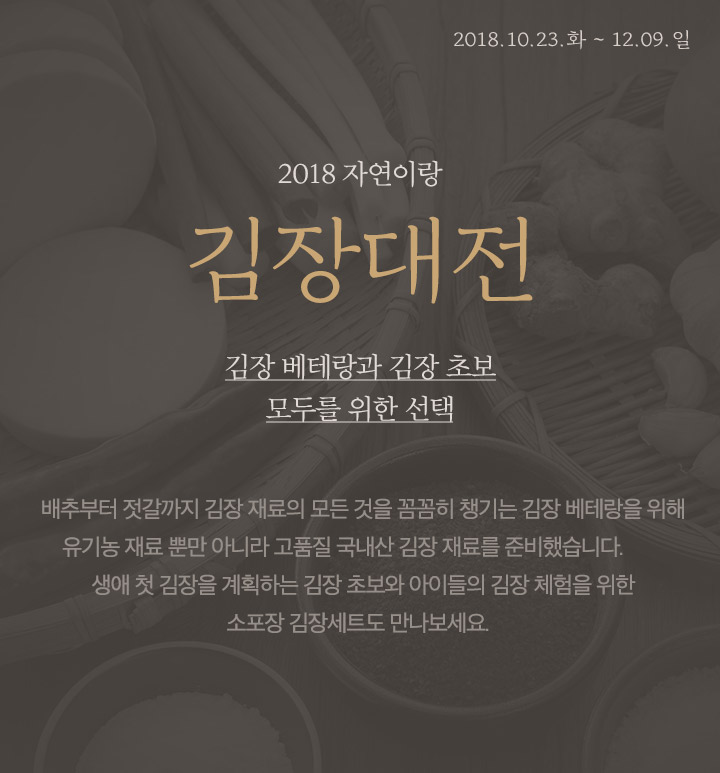 2018.10.23.화 ~ 12.09.일
2018 자연이랑
김장대전
김장 베테랑과 김장 초보
모두를 위한 선택
배추부터 젓갈까지 김장 재료의 모든 것을 꼼꼼히 챙기는 김장 베테랑을 위해
유기농 재료 뿐만 아니라 고품질 국내산 김장 재료를 준비했습니다.
생애 첫 김장을 계획하는 김장 초보와 아이들의 김장 체험을 위한
소포장 김장세트도 만나보세요.